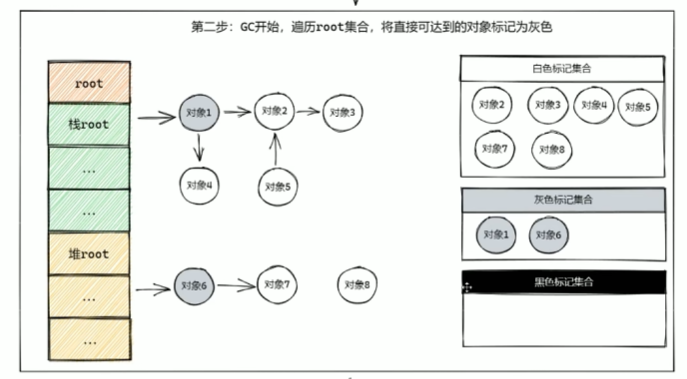 第二步：GC开始，遍历root集合，将直接可达到的对象标记为灰色
root
栈root
...
...
堆root
...
...
对象1
对象2
对象3
对象4
对象5
对象6
对象7
对象8
白色标记集合
对象2
对象3
对象4
对象5
对象7
对象8
灰色标记集合
对象1
对象6
黑色标记集合